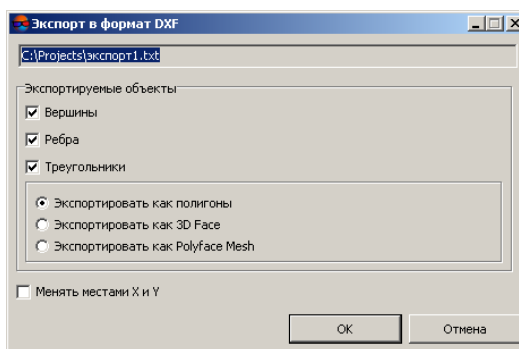 Экспорт в формат DXF
C:\Projects\экспорт1.txt
Экспортируемые объекты
Вершины
Ребра
Треугольники
Экспортировать как полигоны
Экспортировать как 3D Face
Экспортировать как Polyface Mesh
Менять местами X и Y
OK
Отмена